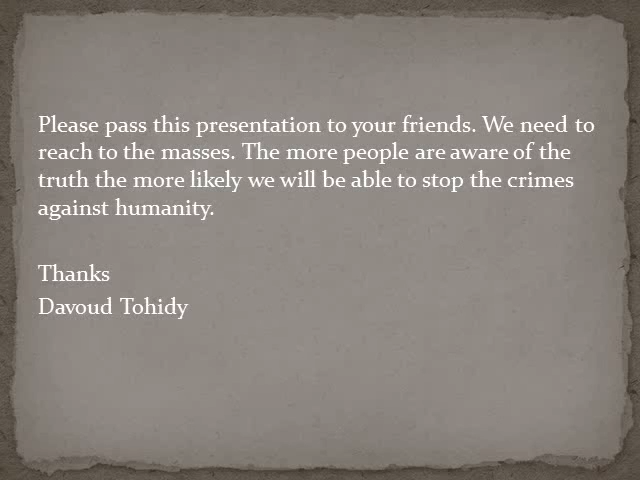 Please pass this presentation to your friends. We need to
reach to the masses. The more people are aware of the
truth the more likely we will be able to stop the crimes
against humanity.
Thanks
Davoud Tohidy